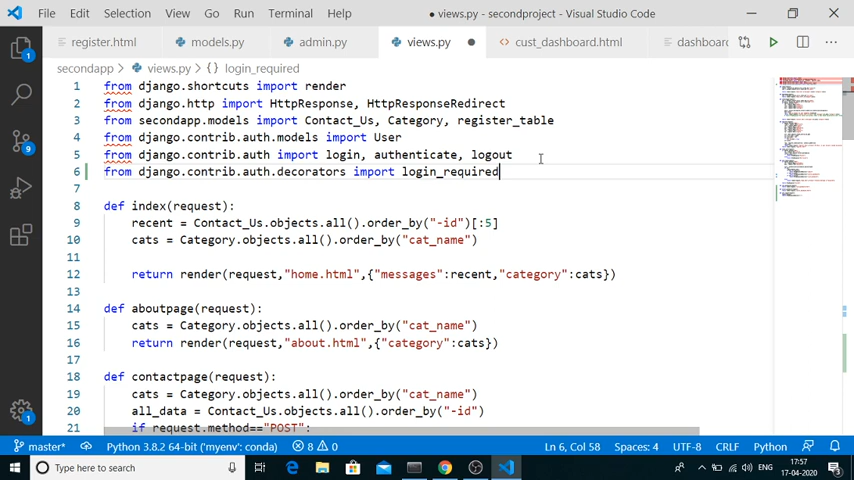 File Edit Selection View Go Run Terminal Help ● views.py - secondproject - Visual Studio Code
register.html models.py admin.py views.py ● cust_dashboard.html dashboard
secondapp > views.py > {} login_required
1 from django.shortcuts import render
2 from django.http import HttpResponse, HttpResponseRedirect
3 from secondapp.models import Contact_Us, Category, register_table
4 from django.contrib.auth.models import User
5 from django.contrib.auth import login, authenticate, logout
6 from django.contrib.auth.decorators import login_required
7
8 def index(request):
9 recent = Contact_Us.objects.all().order_by("-id")[:5]
10 cats = Category.objects.all().order_by("cat_name")
11
12 return render(request,"home.html",{"messages":recent,"category":cats})
13
14 def aboutpage(request):
15 cats = Category.objects.all().order_by("cat_name")
16 return render(request,"about.html",{"category":cats})
17
18 def contactpage(request):
19 cats = Category.objects.all().order_by("cat_name")
20 all_data = Contact_Us.objects.all().order_by("-id")
21 if request.method=="POST":
1
9
master* Python 3.8.2 64-bit ('myenv': conda) 8 0 Ln 6, Col 58 Spaces: 4 UTF-8 CRLF Python
Type here to search ENG 17:57
17-04-2020 3